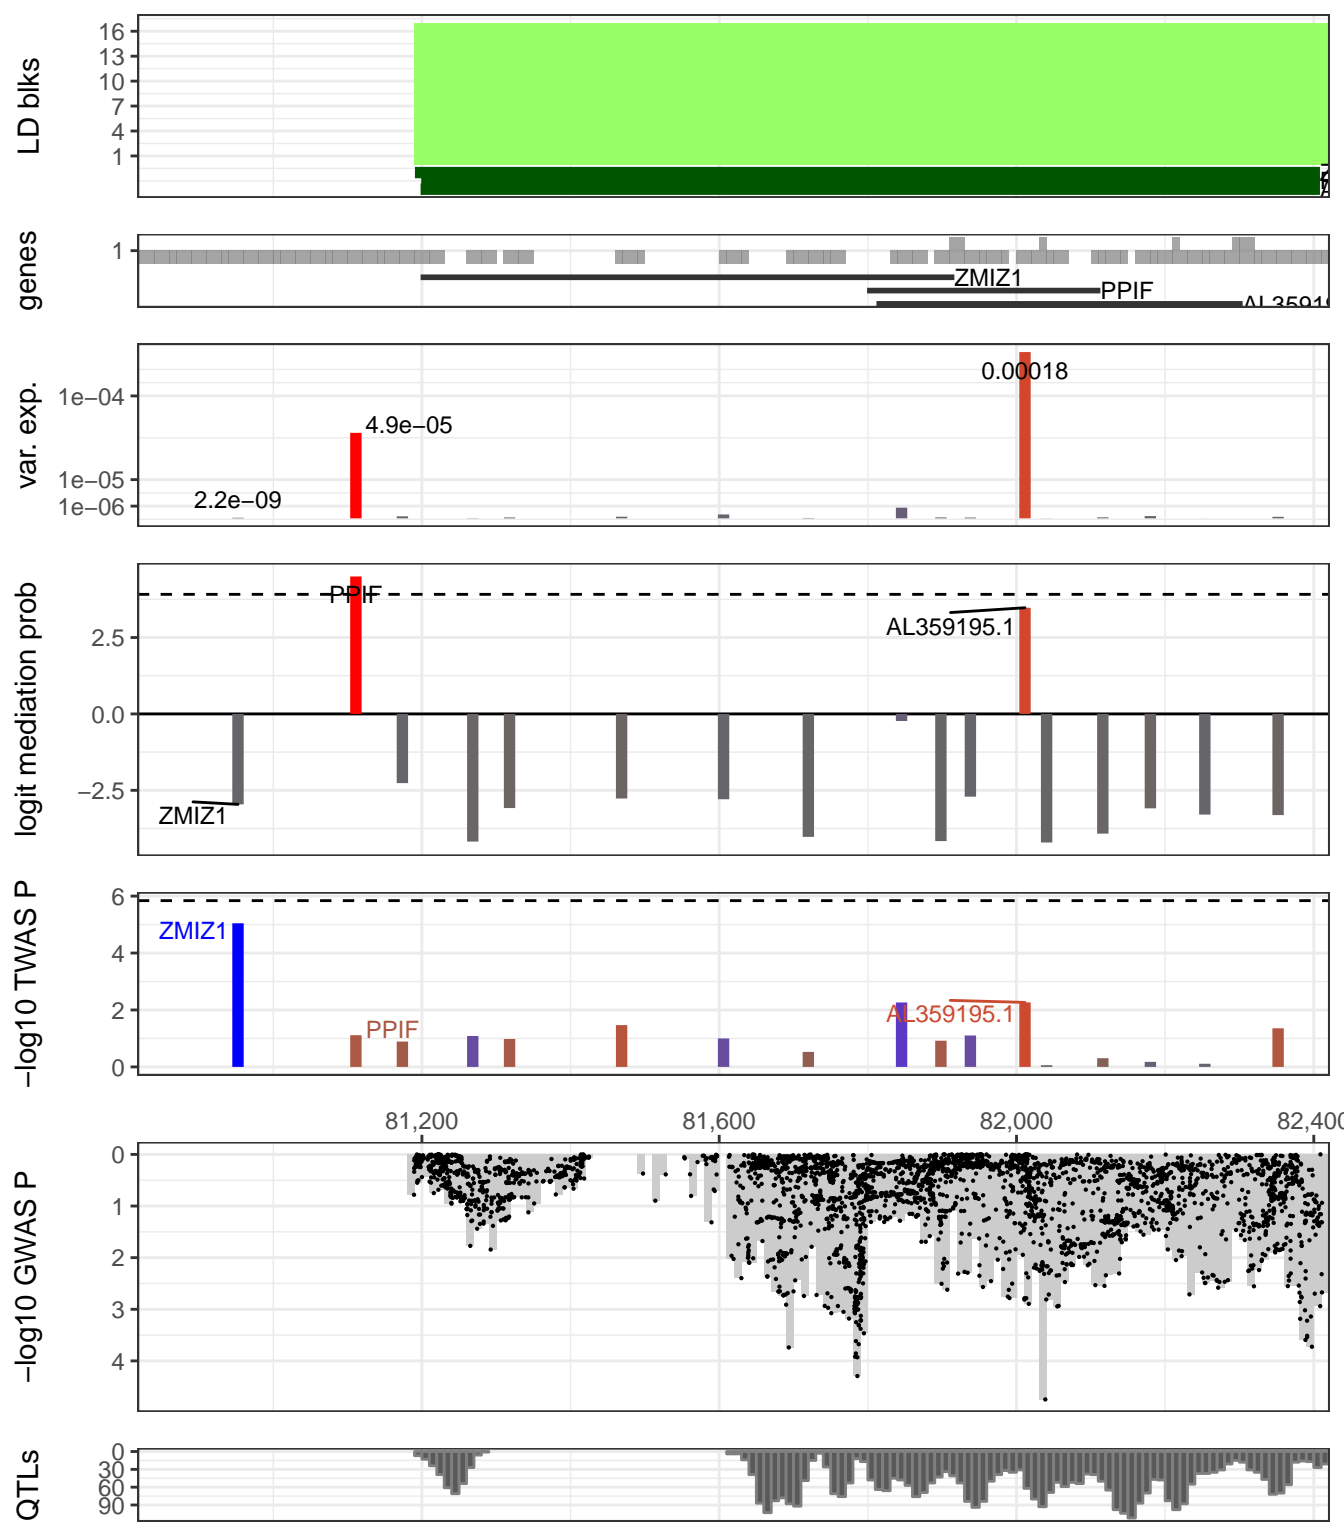 LD blks
16
13
10
7
4
1
genes
1
ZMIZ1
PPIF
AL35919
var. exp.
1e−04
1e−05
1e−06
0.00018
4.9e−05
2.2e−09
logit mediation prob
2.5
0.0
−2.5
PPIF
AL359195.1
ZMIZ1
−log10 TWAS P
6
4
2
0
ZMIZ1
PPIF
AL359195.1
81,200 81,600 82,000 82,400
−log10 GWAS P
0
1
2
3
4
QTLs
0
30
60
90